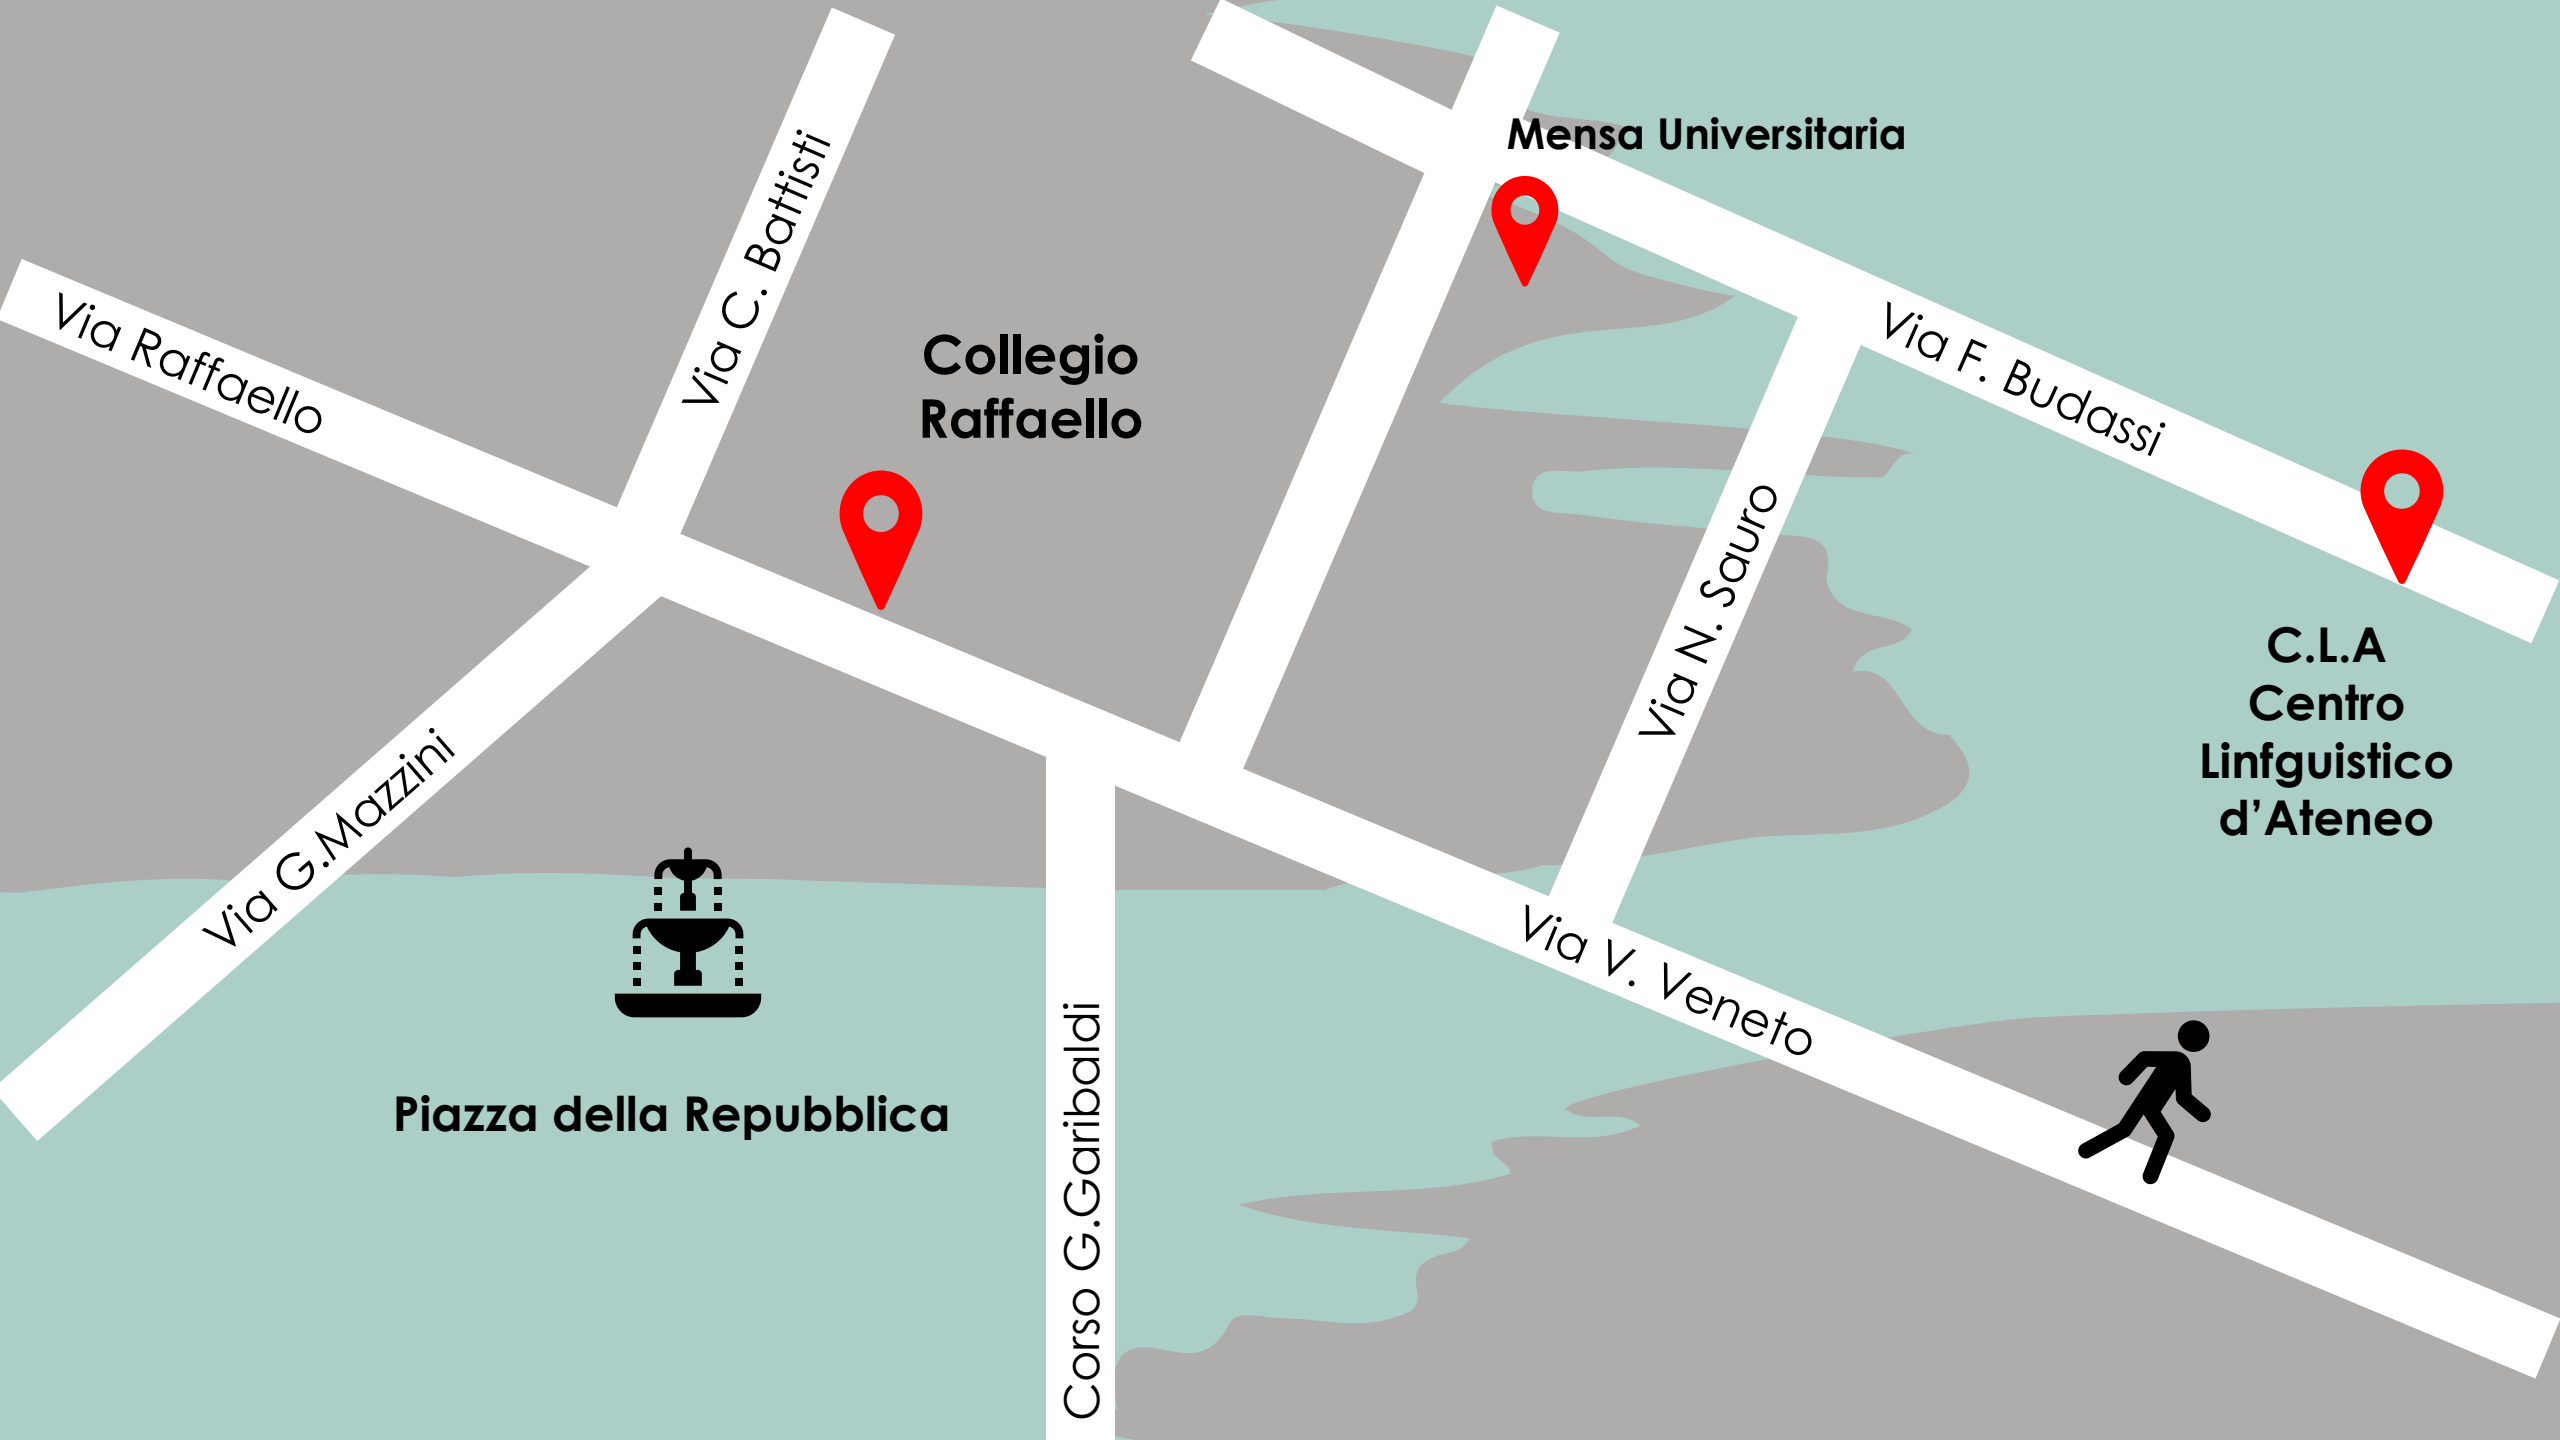 Mensa Universitaria
Via C. Battisti
Via Raffaello
Collegio
Raffaello
Via F. Budassi
Via N. Sauro
C.L.A
Centro
Linfguistico
d’Ateneo
Via G.Mazzini
Via V. Veneto
Piazza della Repubblica
Corso G.Garibaldi